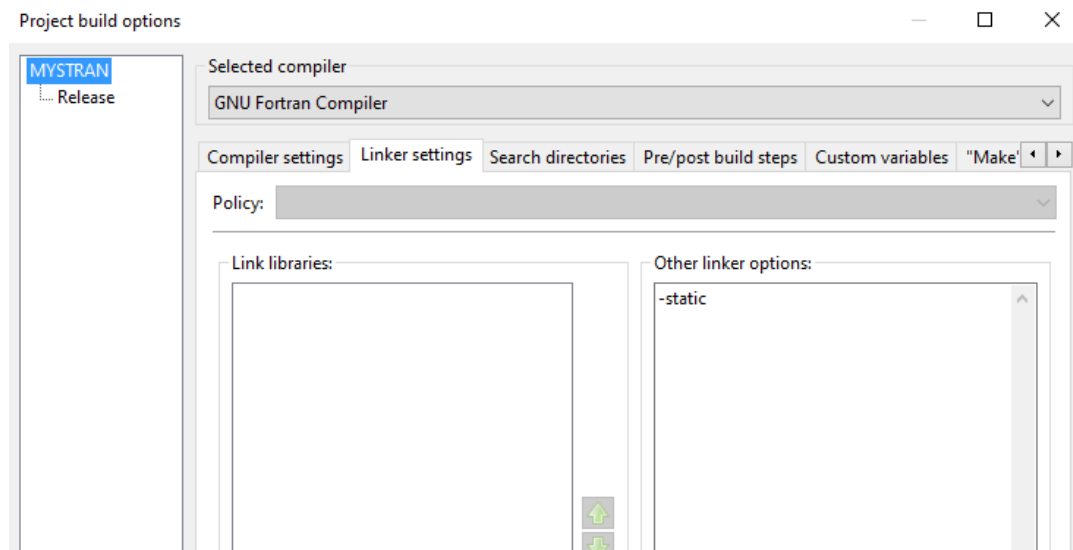 Project build options
MYSTRAN
Release
Selected compiler
GNU Fortran Compiler
Compiler settings Linker settings Search directories Pre/post build steps Custom variables "Make"
Policy:
Link libraries:
Other linker options:
-static